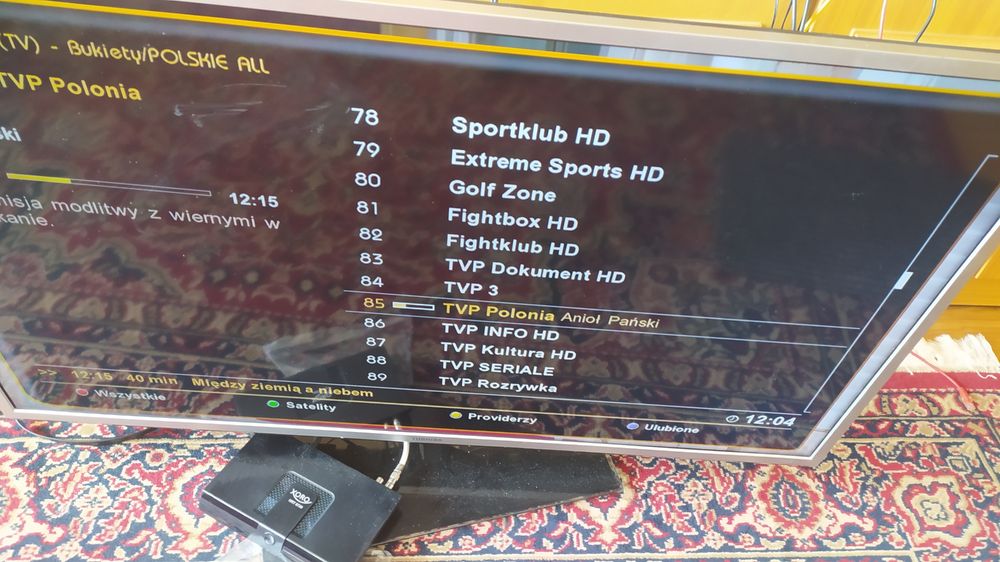 (TV) - Bukiety/POLSKIE ALL
TVP Polonia
ski
12:15
misja modlitwy z wiernymi w
kanie.
78 Sportklub HD
79 Extreme Sports HD
80 Golf Zone
81 Fightbox HD
82 Fightklub HD
83 TVP Dokument HD
84 TVP 3
85 TVP Polonia Anioł Pański
86 TVP INFO HD
87 TVP Kultura HD
88 TVP SERIALE
89 TVP Rozrywka
>> 12:15 - 40 min Między ziemią a niebem
Wszystkie
Satelity
Providerzy
Ulubione
12:04
TOSHIBA
XORO